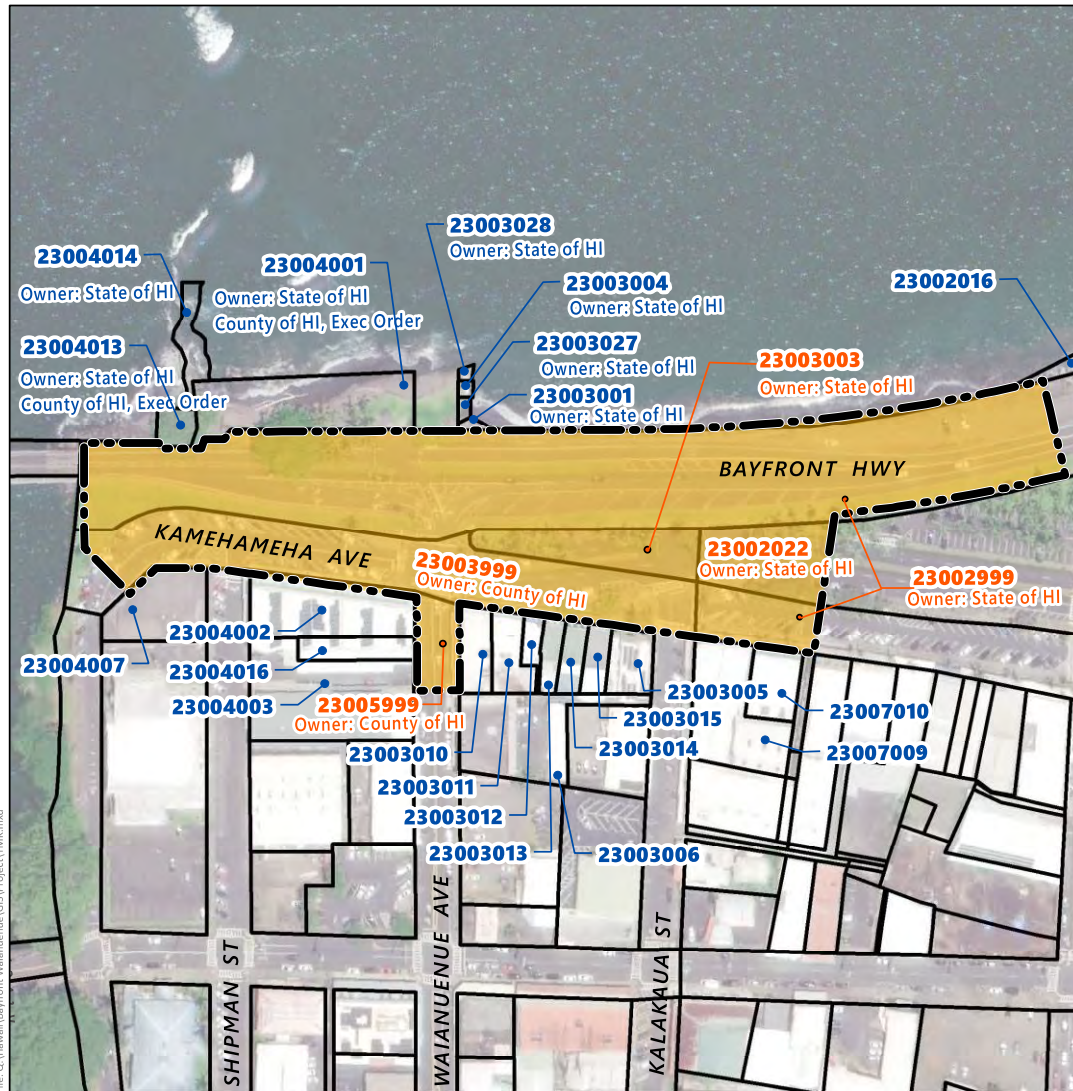 23003028
Owner: State of HI
23004014
Owner: State of HI
23004001
Owner: State of HI
County of HI, Exec Order
23003004
Owner: State of HI
23002016
23004013
Owner: State of HI
County of HI, Exec Order
23003027
Owner: State of HI
23003003
Owner: State of HI
23003001
Owner: State of HI
BAYFRONT HWY
KAMEHAMEHA AVE
23003999
Owner: County of HI
23002022
Owner: State of HI
23002999
Owner: State of HI
23004002
23004007
23004016
23004003
23005999
Owner: County of HI
23003005
23003015
23007010
23003010
23003014
23007009
23003011
23003012
23003013
23003006
SHIPMAN ST
WAIANUENUE AVE
KALAKAUA ST